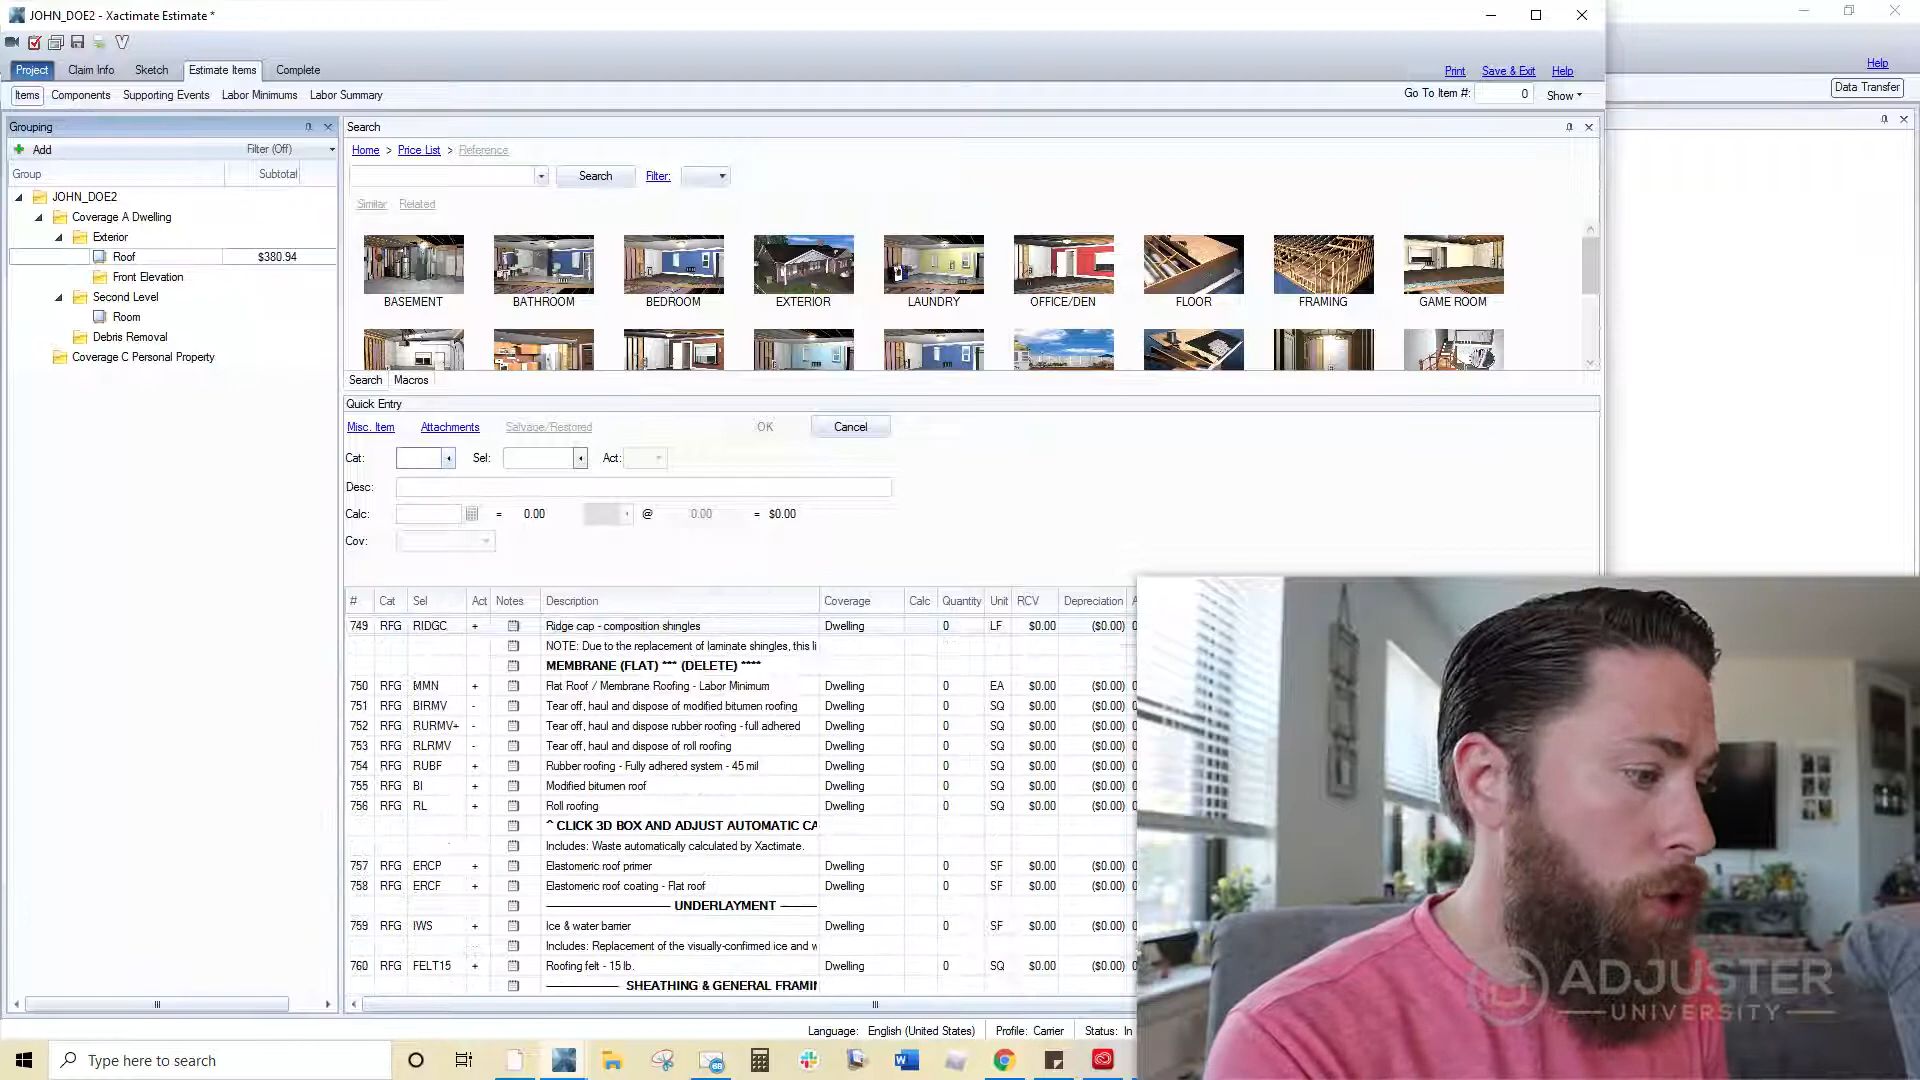 JOHN_DOE2 - Xactimate Estimate *
Project Claim Info Sketch Estimate Items Complete
Print Save & Exit Help
Help
Items Components Supporting Events Labor Minimums Labor Summary
Go To Item #: 0 Show
Data Transfer
Grouping
Add Filter (Off)
Group Subtotal
JOHN_DOE2
Coverage A Dwelling
Exterior
Roof $380.94
Front Elevation
Second Level
Room
Debris Removal
Coverage C Personal Property
Search
Home > Price List > Reference
Search Filter:
Similar Related
BASEMENT BATHROOM BEDROOM EXTERIOR LAUNDRY OFFICE/DEN FLOOR FRAMING GAME ROOM
Search Macros
Quick Entry
Misc. Item Attachments Salvage/Restored OK Cancel
Cat: Sel: Act:
Desc:
Calc: = 0.00 @ 0.00 = $0.00
Cov:
# Cat Sel Act Notes Description Coverage Calc Quantity Unit RCV Depreciation A
749 RFG RIDGC + Ridge cap - composition shingles Dwelling 0 LF $0.00 ($0.00) 0
NOTE: Due to the replacement of laminate shingles, this li
MEMBRANE (FLAT) *** (DELETE) ****
750 RFG MMN + Flat Roof / Membrane Roofing - Labor Minimum Dwelling 0 EA $0.00 ($0.00) 0
751 RFG BIRMV - Tear off, haul and dispose of modified bitumen roofing Dwelling 0 SQ $0.00 ($0.00) 0
752 RFG RURMV+ - Tear off, haul and dispose rubber roofing - full adhered Dwelling 0 SQ $0.00 ($0.00) 0
753 RFG RLRMV - Tear off, haul and dispose of roll roofing Dwelling 0 SQ $0.00 ($0.00) 0
754 RFG RUBF + Rubber roofing - Fully adhered system - 45 mil Dwelling 0 SQ $0.00 ($0.00) 0
755 RFG BI + Modified bitumen roof Dwelling 0 SQ $0.00 ($0.00) 0
756 RFG RL + Roll roofing Dwelling 0 SQ $0.00 ($0.00) 0
^ CLICK 3D BOX AND ADJUST AUTOMATIC CA
Includes: Waste automatically calculated by Xactimate.
757 RFG ERCP + Elastomeric roof primer Dwelling 0 SF $0.00 ($0.00) 0
758 RFG ERCF + Elastomeric roof coating - Flat roof Dwelling 0 SF $0.00 ($0.00) 0
UNDERLAYMENT
759 RFG IWS + Ice & water barrier Dwelling 0 SF $0.00 ($0.00) 0
Includes: Replacement of the visually-confirmed ice and w
760 RFG FELT15 + Roofing felt - 15 lb. Dwelling 0 SQ $0.00 ($0.00) 0
SHEATHING & GENERAL FRAMIN
Language: English (United States) Profile: Carrier Status: In
Type here to search
68
ADJUSTER
UNIVERSITY